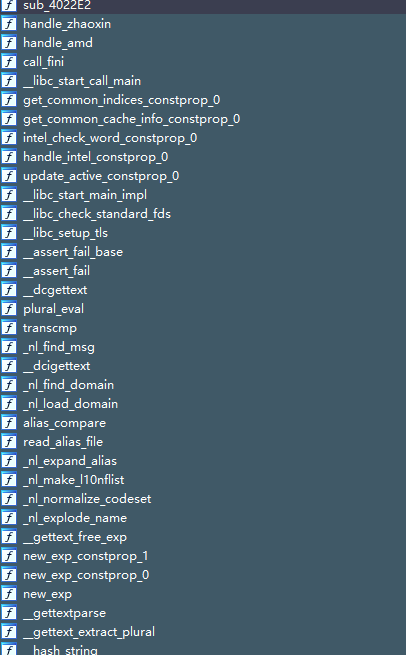 sub_4022E2
handle_zhaoxin
handle_amd
call_fini
__libc_start_call_main
get_common_indices_constprop_0
get_common_cache_info_constprop_0
intel_check_word_constprop_0
handle_intel_constprop_0
update_active_constprop_0
__libc_start_main_impl
__libc_check_standard_fds
__libc_setup_tls
__assert_fail_base
__assert_fail
__dcgettext
plural_eval
transcmp
_nl_find_msg
__dcigettext
_nl_find_domain
_nl_load_domain
alias_compare
read_alias_file
_nl_expand_alias
_nl_make_l10nflist
_nl_normalize_codeset
_nl_explode_name
__gettext_free_exp
new_exp_constprop_1
new_exp_constprop_0
new_exp
__gettextparse
__gettext_extract_plural
__hash_string